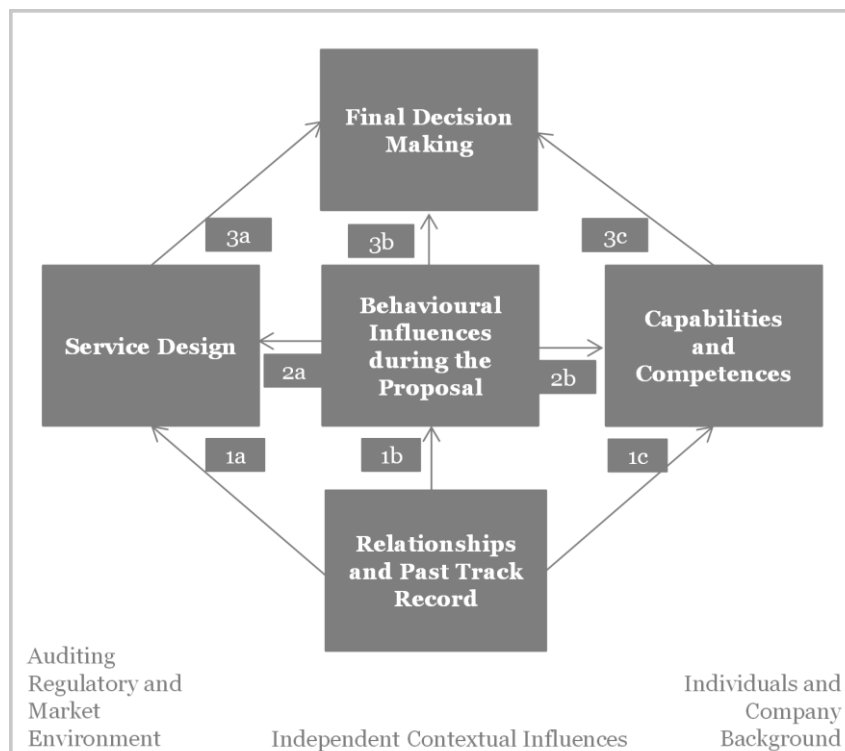 Final Decision
Making
3a
3b
3c
Service Design
Behavioural
Influences
during the
Proposal
Capabilities
and
Competences
2a
2b
1a
1b
1c
Relationships
and Past Track
Record
Auditing
Regulatory and
Market
Environment
Independent Contextual Influences
Individuals and
Company
Background